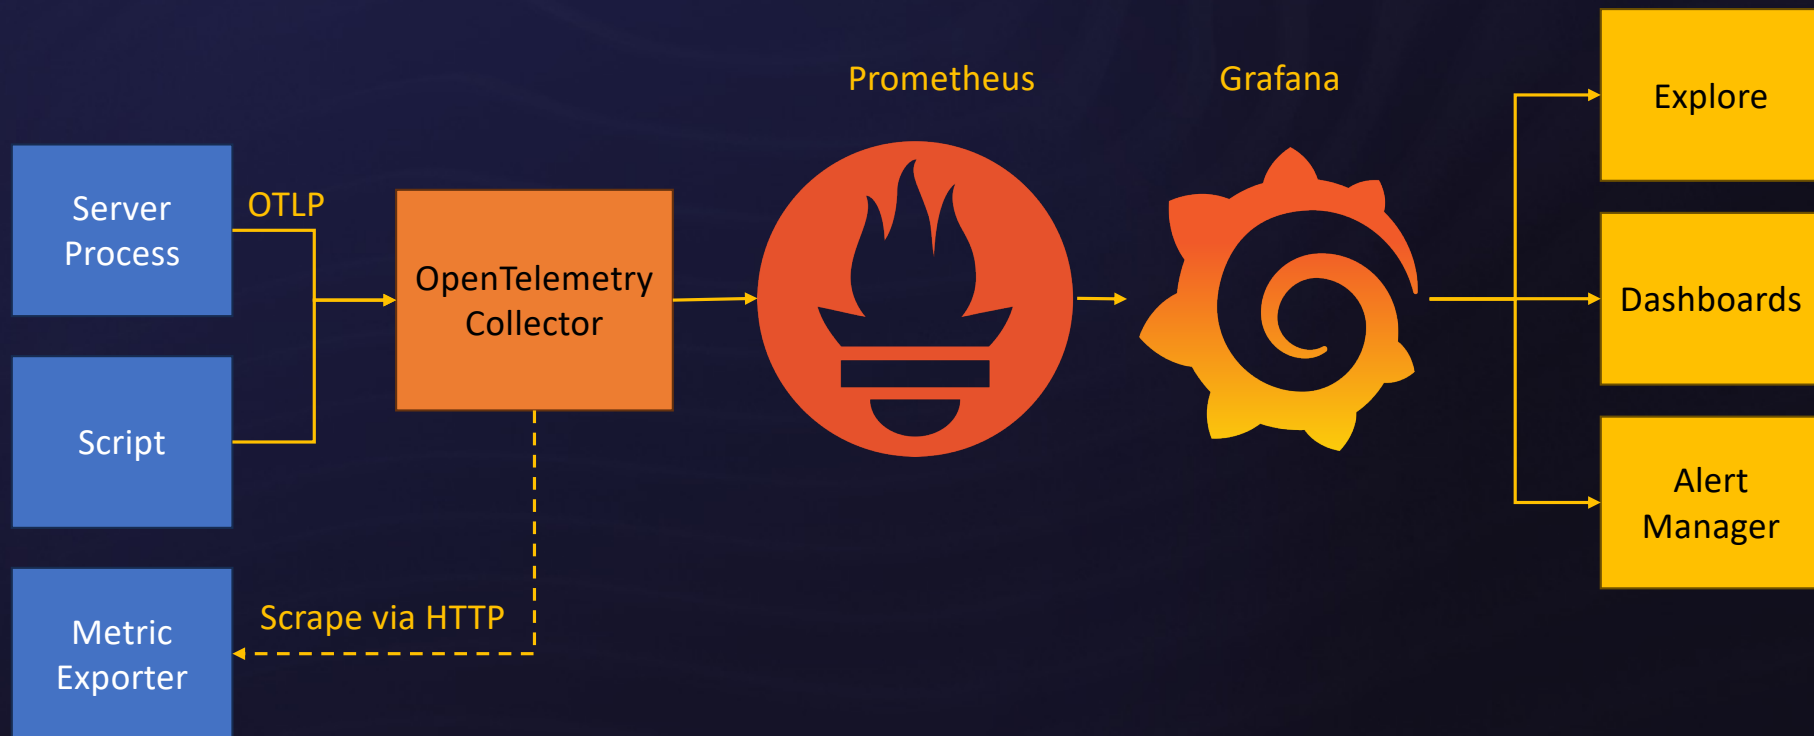 Server
Process
OTLP
Script
Metric
Exporter
Scrape via HTTP
OpenTelemetry
Collector
Prometheus
Grafana
Explore
Dashboards
Alert
Manager